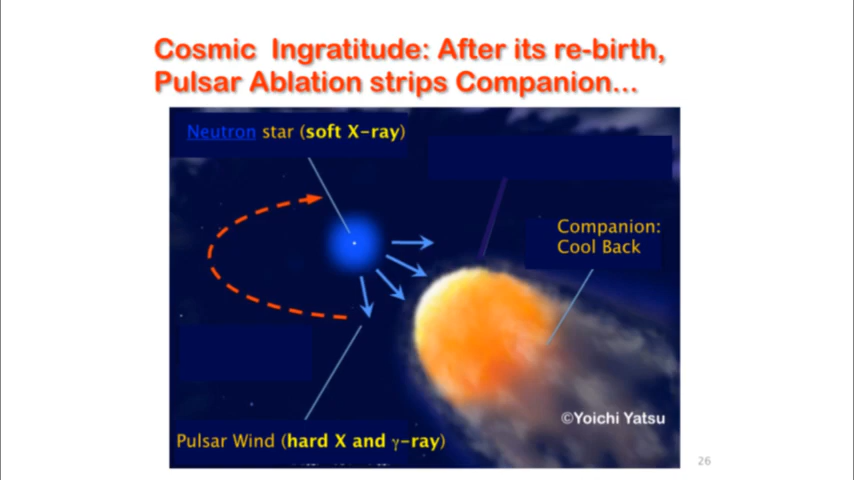 Cosmic Ingratitude: After its re-birth,
Pulsar Ablation strips Companion...
Neutron star (soft X-ray)
Companion:
Cool Back
©Yoichi Yatsu
Pulsar Wind (hard X and γ-ray)
26